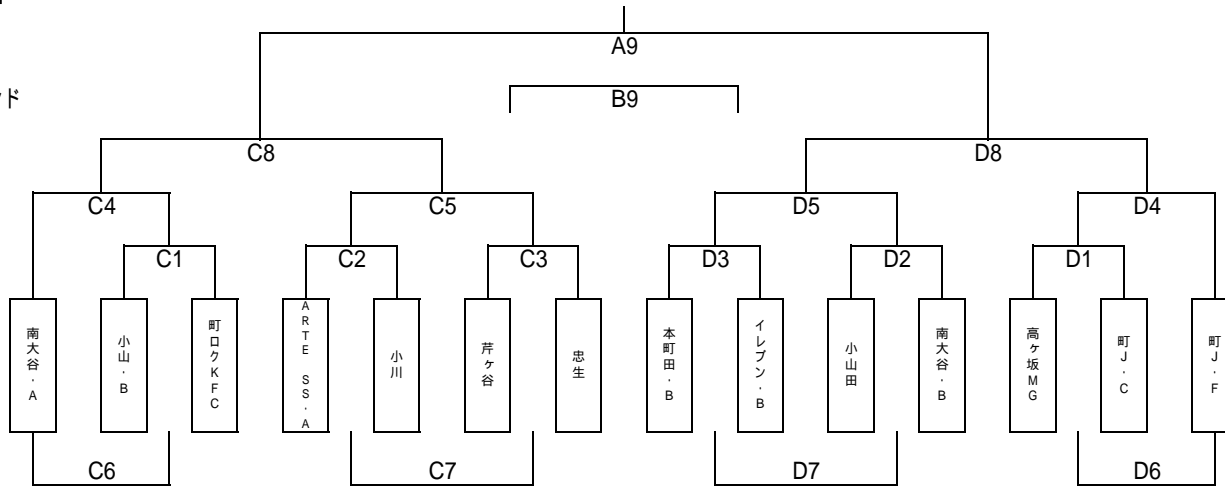 A9
ド
B9
C8
D8
C4
C5
D5
D4
C1
C2
C3
D3
D2
D1
南大谷・A
小山・B
町ロクKFC
ARTE SS・A
小川
芹ヶ谷
忠生
本町田・B
イレブン・B
小山田
南大谷・B
高ヶ坂MG
町J・C
町J・F
C6
C7
D7
D6